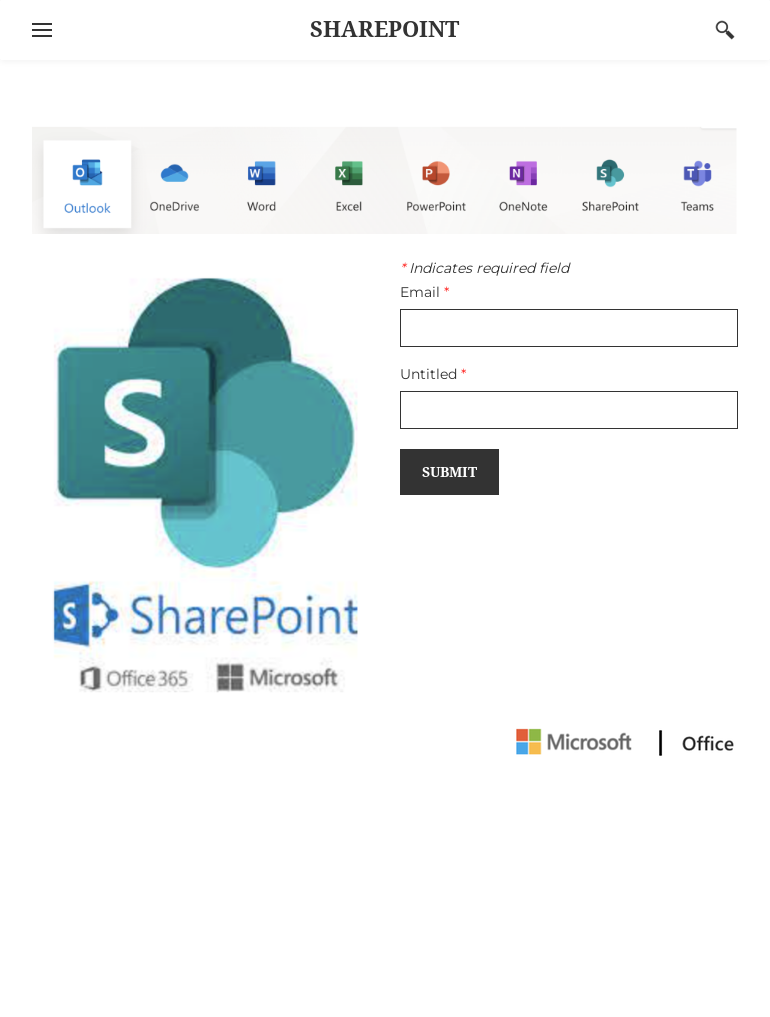 SHAREPOINT
Outlook OneDrive Word Excel PowerPoint OneNote SharePoint Teams
* Indicates required field
Email *
Untitled *
SUBMIT
S
S SharePoint
Office 365 Microsoft
Microsoft | Office